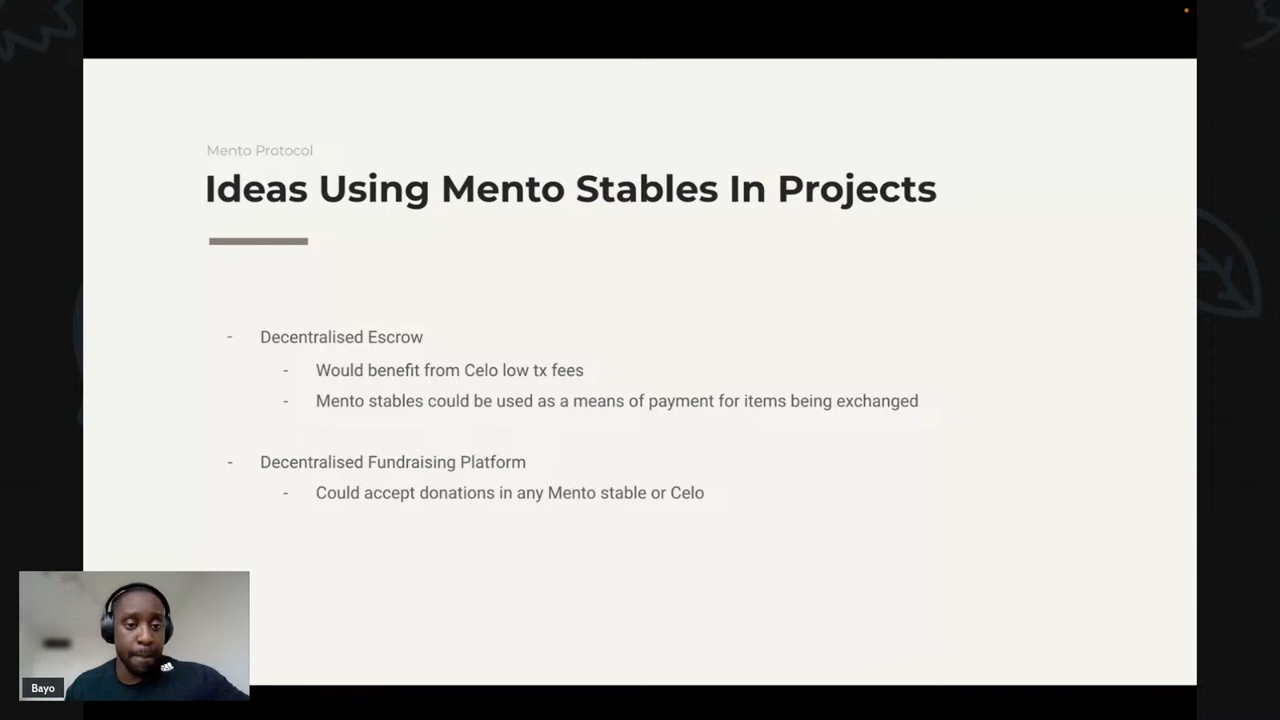 Mento Protocol
Ideas Using Mento Stables In Projects
- Decentralised Escrow
- Would benefit from Celo low tx fees
- Mento stables could be used as a means of payment for items being exchanged
- Decentralised Fundraising Platform
- Could accept donations in any Mento stable or Celo
Bayo